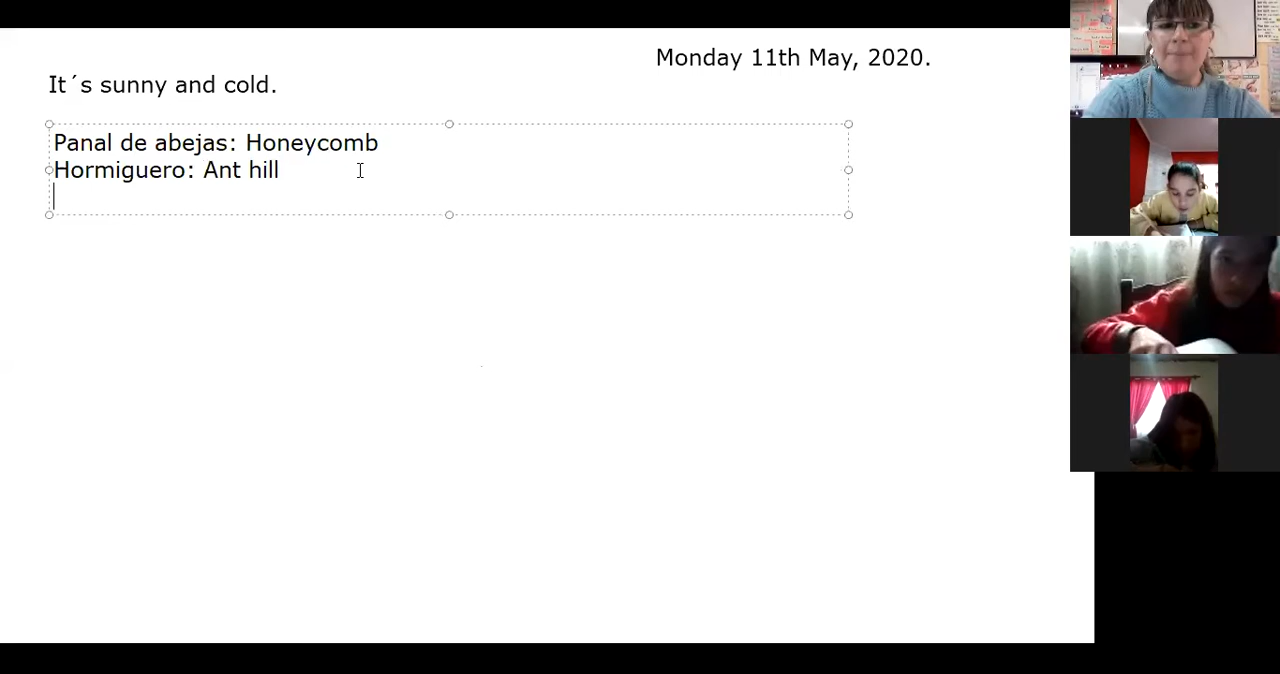 Monday 11th May, 2020.
It´s sunny and cold.
Panal de abejas: Honeycomb
Hormiguero: Ant hill